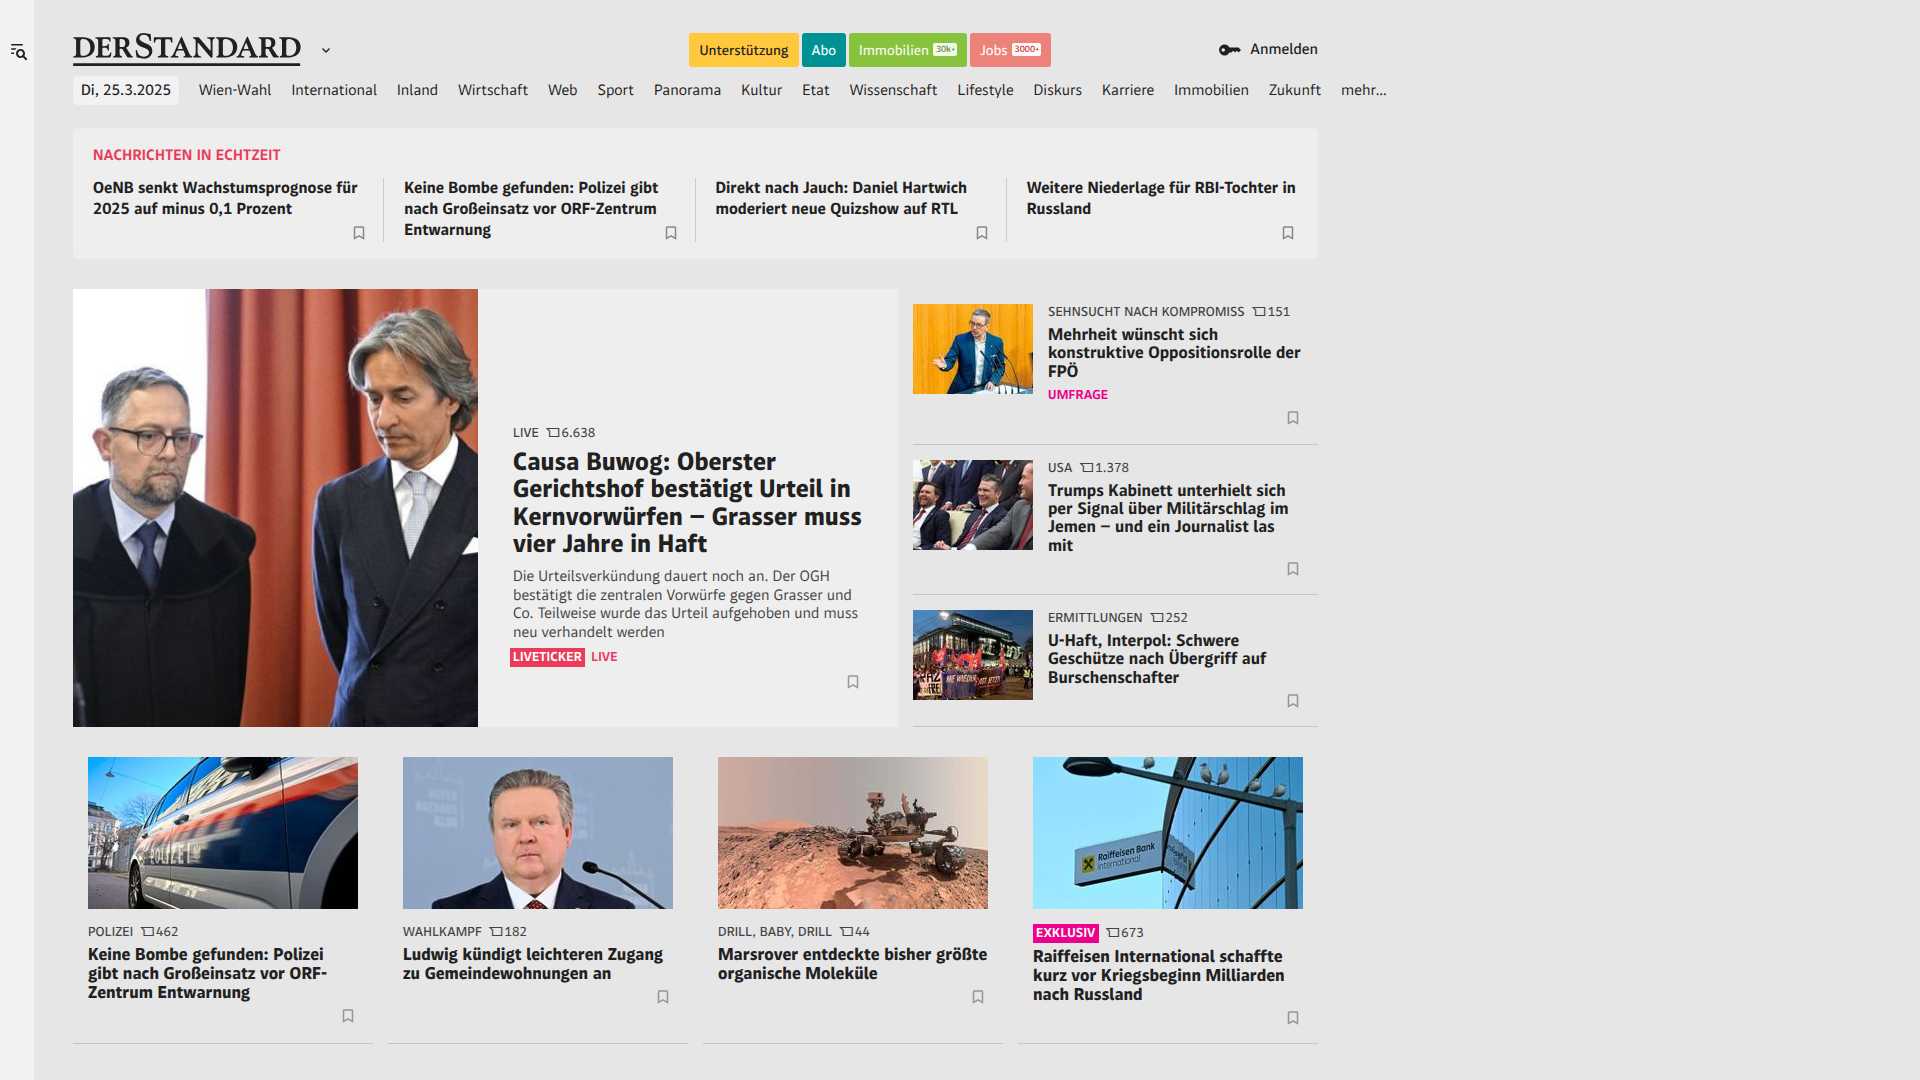 DERSTANDARD
Unterstützung
Abo
Immobilien 30k+
Jobs 3000+
Anmelden
Di, 25.3.2025
Wien-Wahl
International
Inland
Wirtschaft
Web
Sport
Panorama
Kultur
Etat
Wissenschaft
Lifestyle
Diskurs
Karriere
Immobilien
Zukunft
mehr...
NACHRICHTEN IN ECHTZEIT
OeNB senkt Wachstumsprognose für
2025 auf minus 0,1 Prozent
Keine Bombe gefunden: Polizei gibt
nach Großeinsatz vor ORF-Zentrum
Entwarnung
Direkt nach Jauch: Daniel Hartwich
moderiert neue Quizshow auf RTL
Weitere Niederlage für RBI-Tochter in
Russland
LIVE 6.638
Causa Buwog: Oberster
Gerichtshof bestätigt Urteil in
Kernvorwürfen – Grasser muss
vier Jahre in Haft
Die Urteilsverkündung dauert noch an. Der OGH
bestätigt die zentralen Vorwürfe gegen Grasser und
Co. Teilweise wurde das Urteil aufgehoben und muss
neu verhandelt werden
LIVETICKER LIVE
SEHNSUCHT NACH KOMPROMISS 151
Mehrheit wünscht sich
konstruktive Oppositionsrolle der
FPÖ
UMFRAGE
USA 1.378
Trumps Kabinett unterhielt sich
per Signal über Militärschlag im
Jemen – und ein Journalist las
mit
ERMITTLUNGEN 252
U-Haft, Interpol: Schwere
Geschütze nach Übergriff auf
Burschenschafter
POLIZEI 462
Keine Bombe gefunden: Polizei
gibt nach Großeinsatz vor ORF-
Zentrum Entwarnung
WAHLKAMPF 182
Ludwig kündigt leichteren Zugang
zu Gemeindewohnungen an
DRILL, BABY, DRILL 44
Marsrover entdeckte bisher größte
organische Moleküle
Raiffeisen Bank
International
EXKLUSIV 673
Raiffeisen International schaffte
kurz vor Kriegsbeginn Milliarden
nach Russland